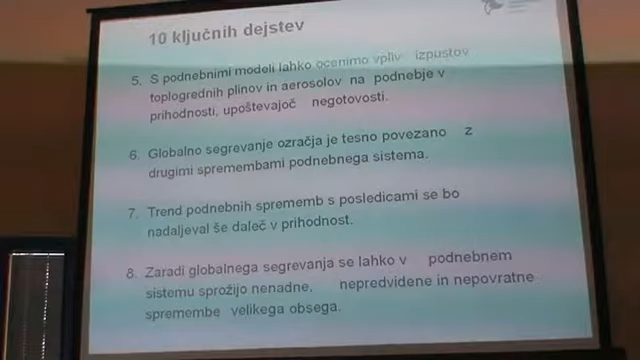 10 ključnih dejstev
5. S podnebnimi modeli lahko ocenimo vpliv izpustov
toplogrednih plinov in aerosolov na podnebje v
prihodnosti, upoštevajoč negotovosti.
6. Globalno segrevanje ozračja je tesno povezano z
drugimi spremembami podnebnega sistema.
7. Trend podnebnih sprememb s posledicami se bo
nadaljeval še daleč v prihodnost.
8. Zaradi globalnega segrevanja se lahko v podnebnem
sistemu sprožijo nenadne, nepredvidene in nepovratne
spremembe velikega obsega.